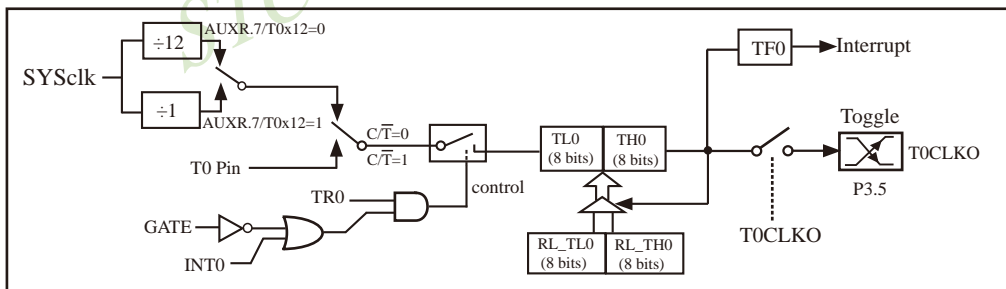 STC
AUXR.7/T0x12=0
÷12
SYSclk
÷1
AUXR.7/T0x12=1
T0 Pin
C/T̅=0
C/T̅=1
control
TR0
GATE
INT0
TL0
(8 bits)
TH0
(8 bits)
RL_TL0
(8 bits)
RL_TH0
(8 bits)
TF0
Interrupt
Toggle
T0CLKO
P3.5
T0CLKO